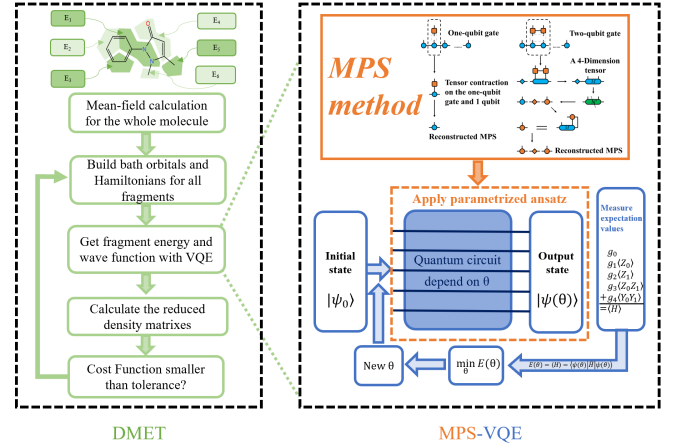 E1
E2
E3
E4
E5
E6
Mean-field calculation
for the whole molecule
Build bath orbitals and
Hamiltonians for all
fragments
Get fragment energy and
wave function with VQE
Calculate the reduced
density matrixes
Cost Function smaller
than tolerance?
DMET
MPS
method
One-qubit gate
Tensor contraction
on the one-qubit
gate and 1 qubit
Reconstructed MPS
Two-qubit gate
A 4-Dimension
tensor
Reconstructed MPS
Apply parametrized ansatz
Initial
state
|ψ₀⟩
Quantum circuit
depend on θ
Output
state
|ψ(θ)⟩
Measure
expectation
values
g₀
g₁⟨Z₀⟩
g₂⟨Z₁⟩
g₃⟨Z₀Z₁⟩
+g₄⟨Y₀Y₁⟩
=⟨H⟩
E(θ) = ⟨H⟩ = ⟨ψ(θ)|H|ψ(θ)⟩
min E(θ)
θ
New θ
MPS-VQE